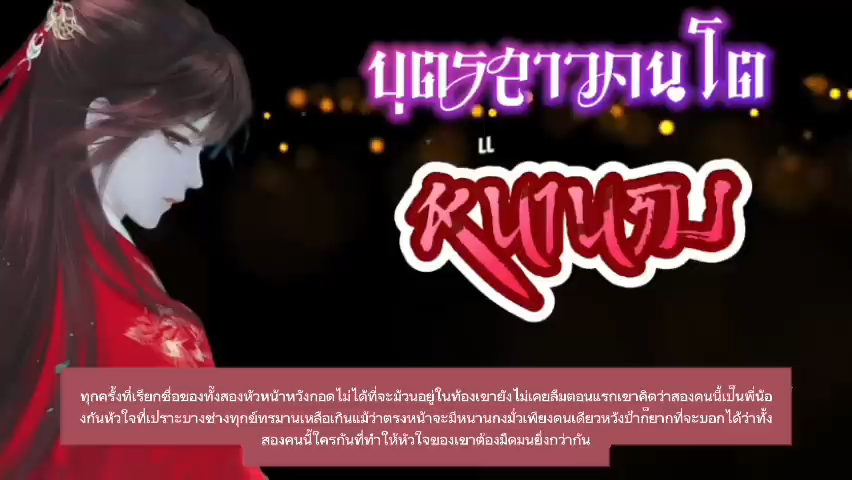 บุตรสาวคนโต
แ
หนานกง
ทุกครั้งที่เรียกชื่อของทั้งสองหัวหน้าหวังกอดไม่ได้ที่จะม้วนอยู่ในท้องเขายังไม่เคยลืมตอนแรกเขาคิดว่าสองคนนี้เป็นพี่น้อ
งกันหัวใจที่เปราะบางช่างทุกข์ทรมานเหลือเกินแม้ว่าตรงหน้าจะมีหนานกงมั่วเพียงคนเดียวหวังป๋าก็ยากที่จะบอกได้ว่าทั้ง
สองคนนี้ใครกันที่ทำให้หัวใจของเขาต้องมืดมนยิ่งกว่ากัน